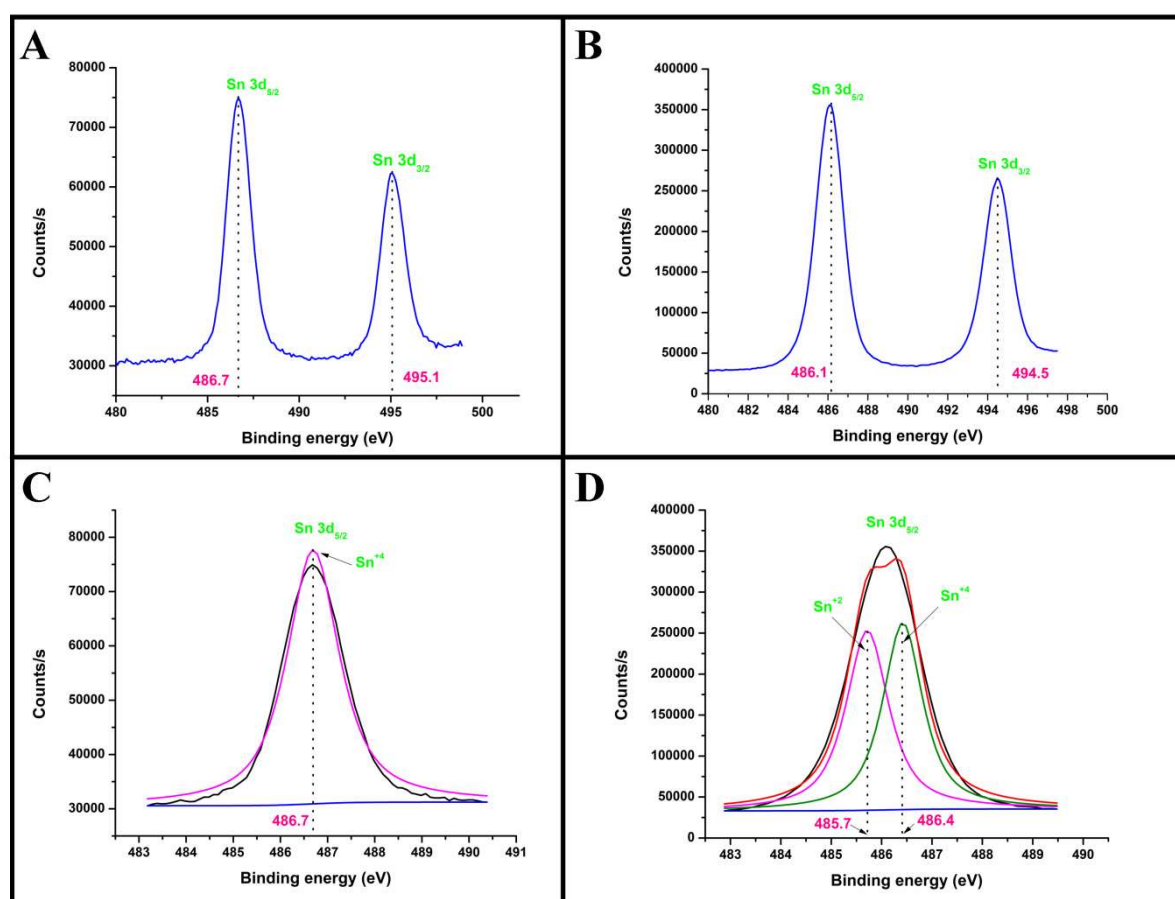 A
80000
70000
60000
50000
40000
30000
Counts/s
Sn 3d5/2
Sn 3d3/2
486.7
495.1
480 485 490 495 500
Binding energy (eV)
B
400000
350000
300000
250000
200000
150000
100000
50000
0
Counts/s
Sn 3d5/2
Sn 3d3/2
486.1
494.5
480 482 484 486 488 490 492 494 496 498 500
Binding energy (eV)
C
80000
70000
60000
50000
40000
30000
Counts/s
Sn 3d5/2
Sn+4
486.7
483 484 485 486 487 488 489 490 491
Binding energy (eV)
D
400000
350000
300000
250000
200000
150000
100000
50000
0
Counts/s
Sn 3d5/2
Sn+2
Sn+4
485.7
486.4
483 484 485 486 487 488 489 490
Binding energy (eV)